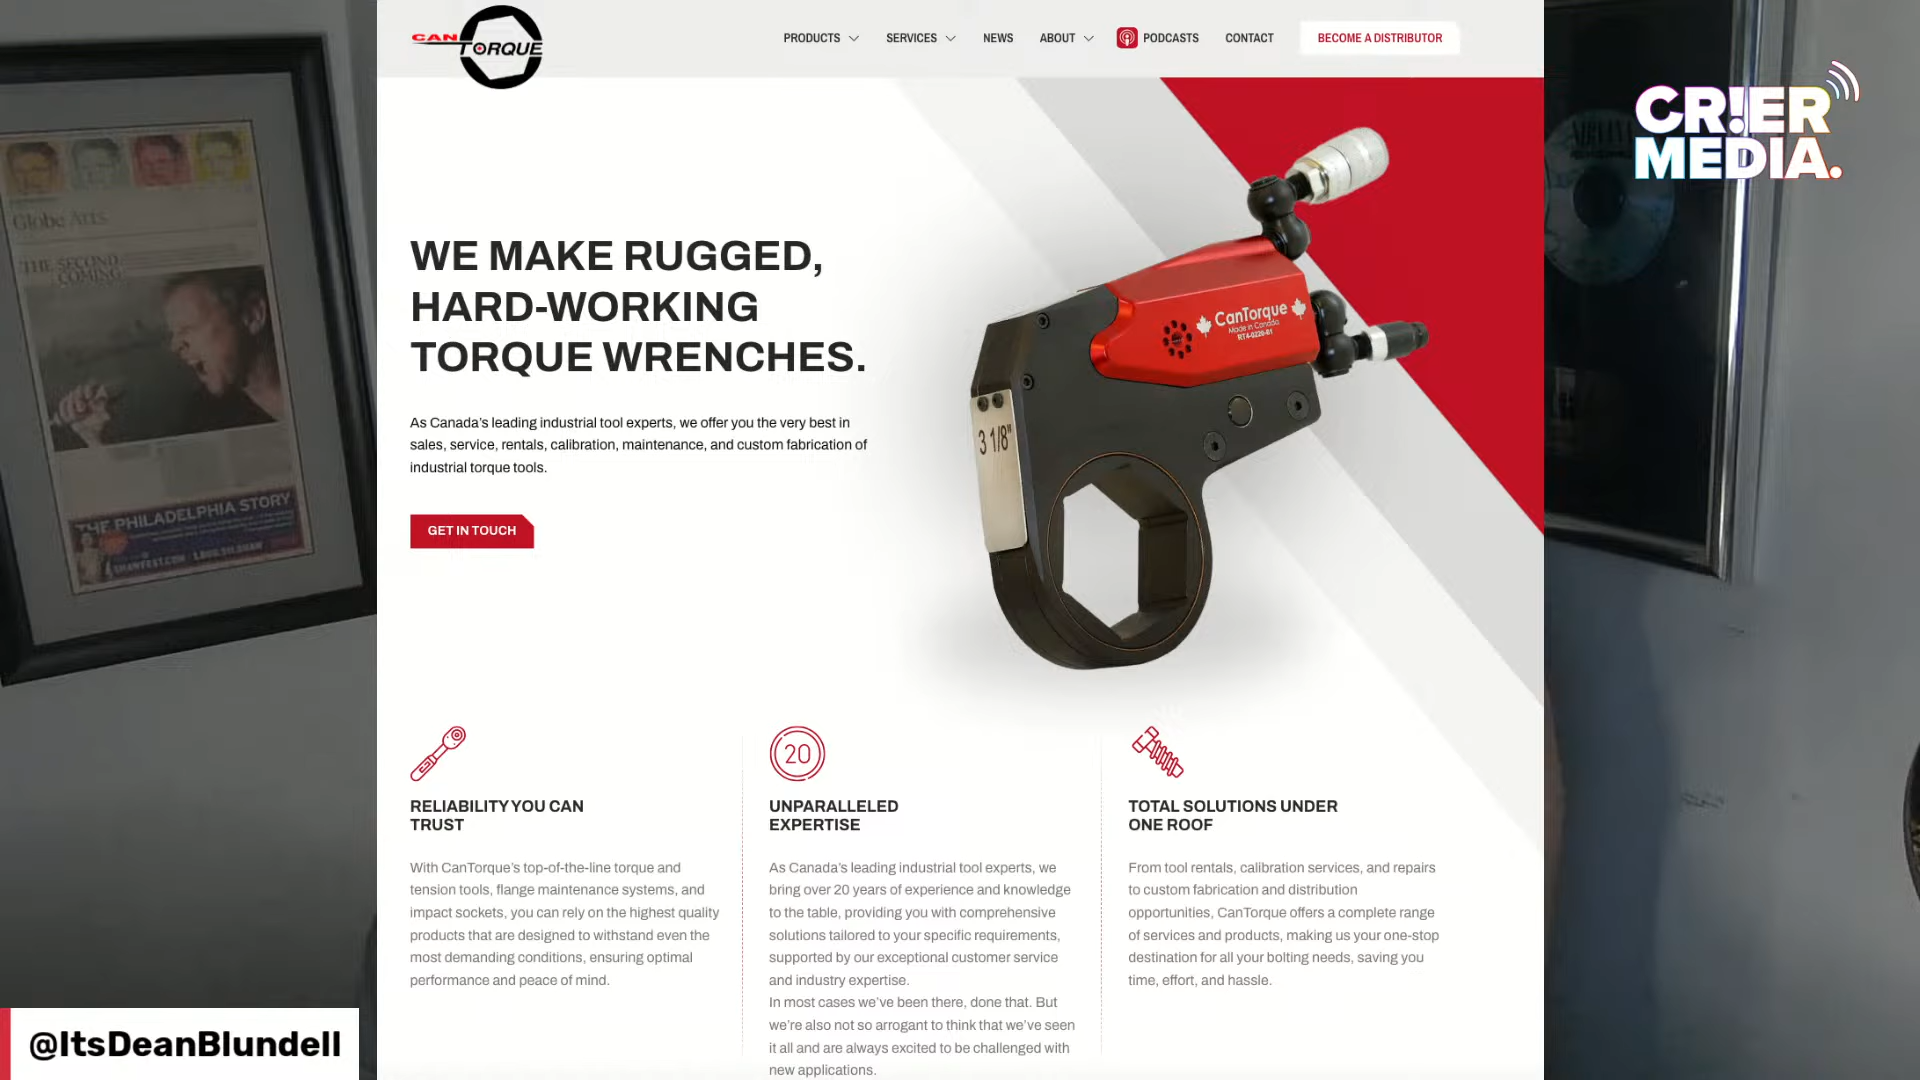 CAN TORQUE
PRODUCTS
SERVICES
NEWS
ABOUT
PODCASTS
CONTACT
BECOME A DISTRIBUTOR
CR!ER
MEDIA.
Globe Arts
THE SECOND
COMING
THE PHILADELPHIA STORY
WE MAKE RUGGED,
HARD-WORKING
TORQUE WRENCHES.
As Canada's leading industrial tool experts, we offer you the very best in
sales, service, rentals, calibration, maintenance, and custom fabrication of
industrial torque tools.
GET IN TOUCH
CanTorque
Made in Canada
3 1/8"
RELIABILITY YOU CAN
TRUST
With CanTorque's top-of-the-line torque and
tension tools, flange maintenance systems, and
impact sockets, you can rely on the highest quality
products that are designed to withstand even the
most demanding conditions, ensuring optimal
performance and peace of mind.
20
UNPARALLELED
EXPERTISE
As Canada's leading industrial tool experts, we
bring over 20 years of experience and knowledge
to the table, providing you with comprehensive
solutions tailored to your specific requirements,
supported by our exceptional customer service
and industry expertise.
In most cases we've been there, done that. But
we're also not so arrogant to think that we've seen
it all and are always excited to be challenged with
new applications.
TOTAL SOLUTIONS UNDER
ONE ROOF
From tool rentals, calibration services, and repairs
to custom fabrication and distribution
opportunities, CanTorque offers a complete range
of services and products, making us your one-stop
destination for all your bolting needs, saving you
time, effort, and hassle.
@ItsDeanBlundell